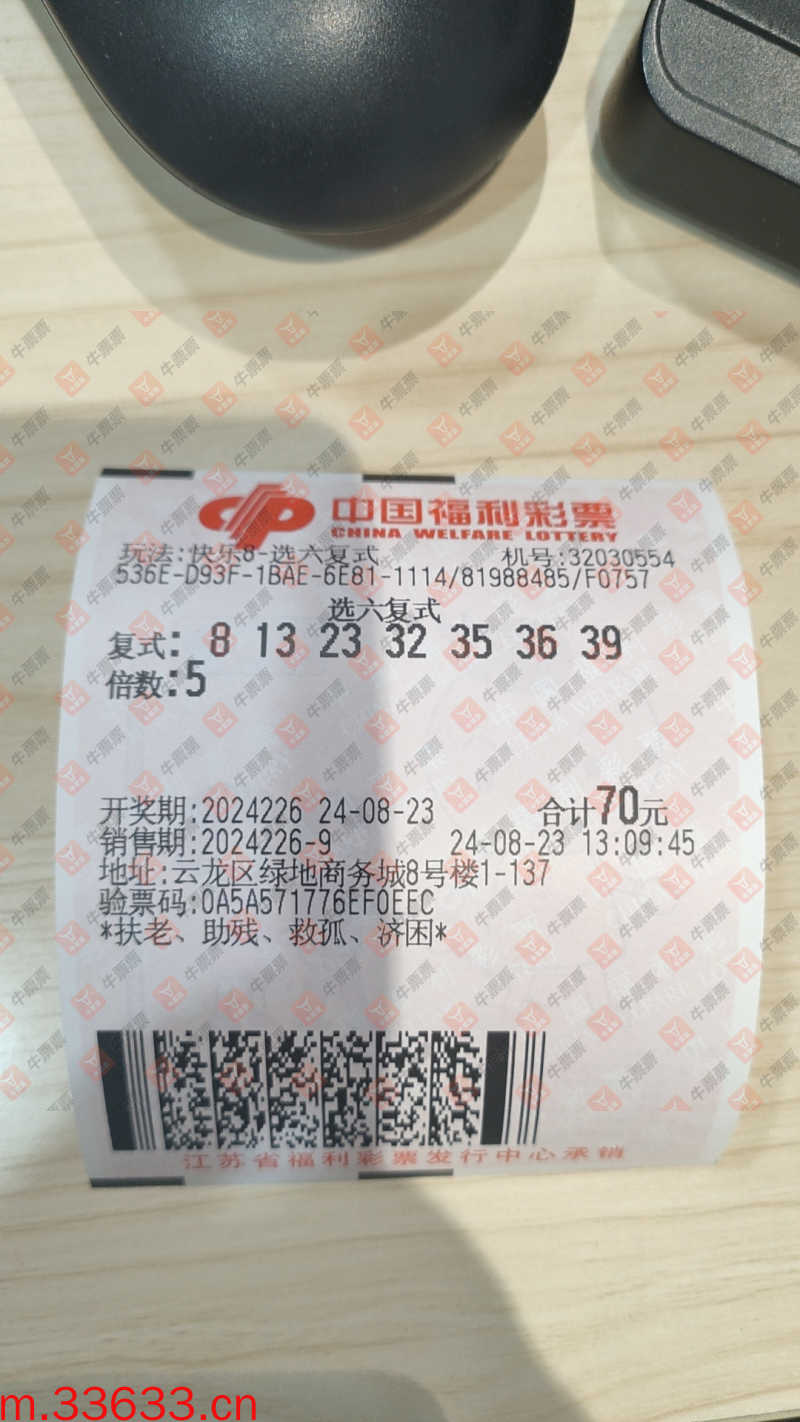 中国福利彩票
CHINA WELFARE LOTTERY
玩法:快乐8-选六复式 机号:32030554
536E-D93F-1BAE-6E81-1114/81988485/F0757
选六复式
复式: 8 13 23 32 35 36 39
倍数:5
开奖期:2024226 24-08-23 合计70元
销售期:2024226-9 24-08-23 13:09:45
地址:云龙区绿地商务城8号楼1-137
验票码:0A5A571776EF0EEC
*扶老、助残、救孤、济困*
江苏省福利彩票发行中心承销
牛票票
m.33633.cn